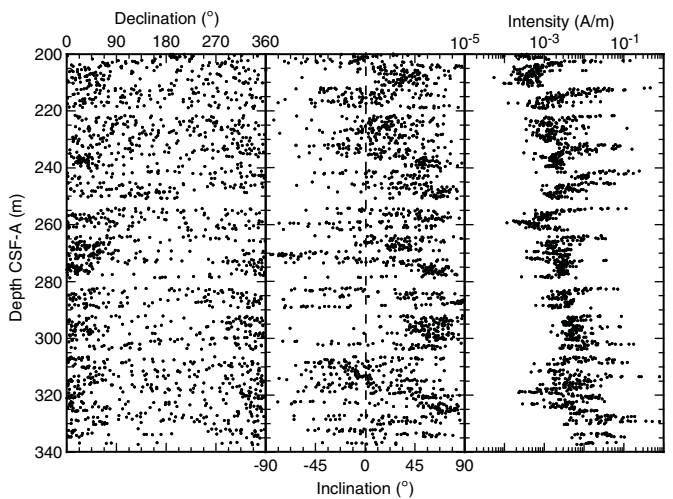 Declination (°)
Intensity (A/m)
0 90 180 270 360
10-5 10-3 10-1
200
220
240
260
280
300
320
340
Depth CSF-A (m)
-90 -45 0 45 90
Inclination (°)